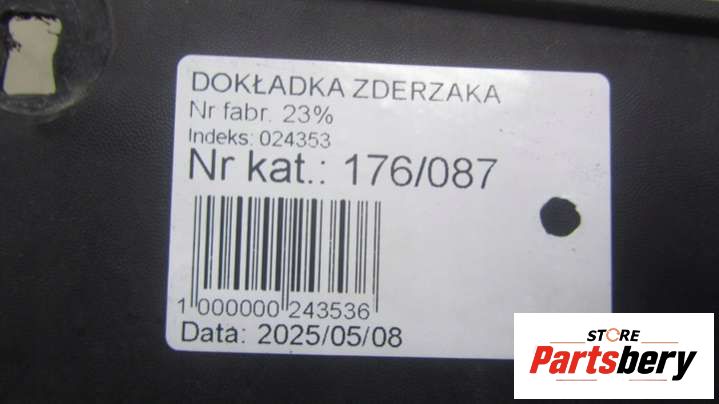 DOKŁADKA ZDERZAKA
Nr fabr. 23%
Indeks: 024353
Nr kat.: 176/087
1 000000 243536
Data: 2025/05/08
STORE
Partsbery